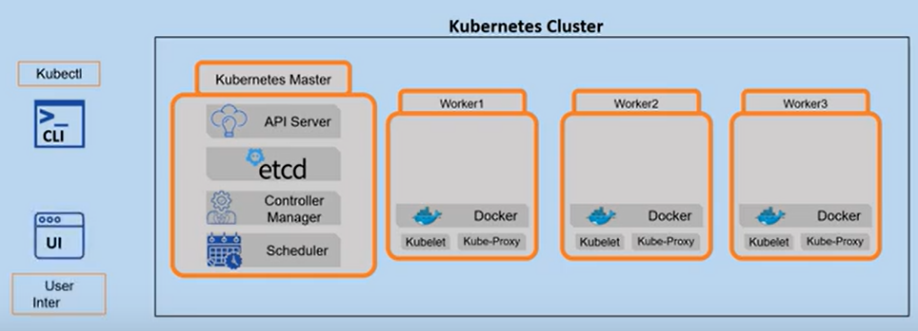 Kubernetes Cluster
Kubectl
>_
CLI
UI
User
Inter
Kubernetes Master
API Server
etcd
Controller
Manager
Scheduler
Worker1
Docker
Kubelet
Kube-Proxy
Worker2
Docker
Kubelet
Kube-Proxy
Worker3
Docker
Kubelet
Kube-Proxy